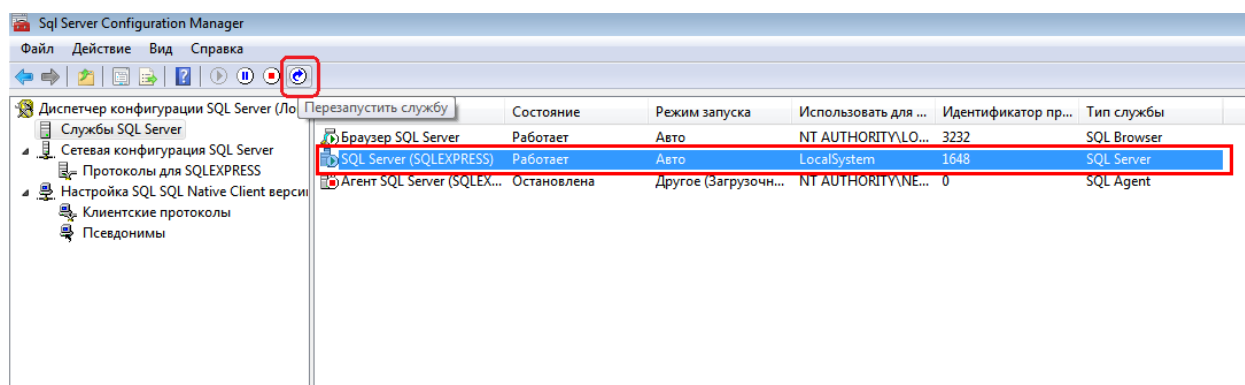 Sql Server Configuration Manager
Файл Действие Вид Справка
Диспетчер конфигурации SQL Server (Ло
Перезапустить службу
Состояние Режим запуска Использовать для ... Идентификатор пр... Тип службы
Службы SQL Server
Браузер SQL Server Работает Авто NT AUTHORITY\LO... 3232 SQL Browser
Сетевая конфигурация SQL Server
SQL Server (SQLEXPRESS) Работает Авто LocalSystem 1648 SQL Server
Протоколы для SQLEXPRESS
Агент SQL Server (SQLEX... Остановлена Другое (Загрузочн... NT AUTHORITY\NE... 0 SQL Agent
Настройка SQL SQL Native Client верси
Клиентские протоколы
Псевдонимы